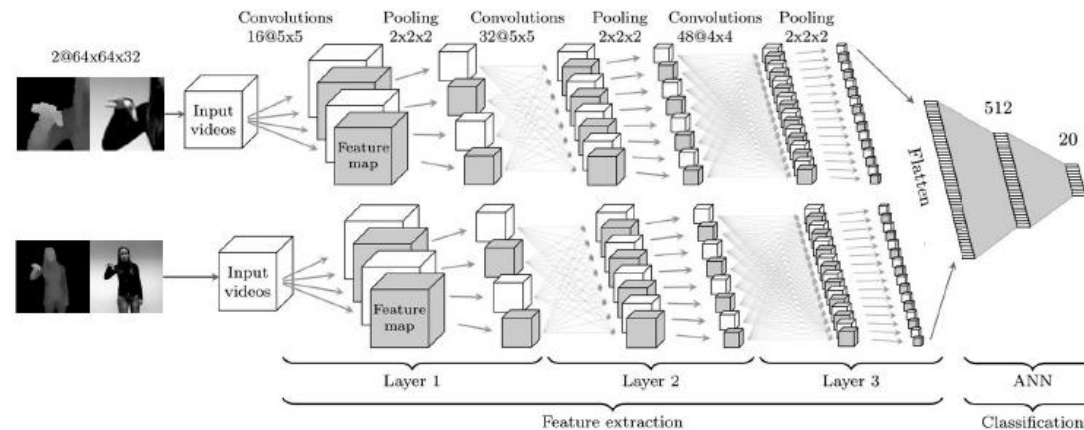 Convolutions Pooling Convolutions Pooling Convolutions Pooling
2@64x64x32 16@5x5 2x2x2 32@5x5 2x2x2 48@4x4 2x2x2
Input
videos
Feature
map
512
20
Flatten
Input
videos
Feature
map
Layer 1 Layer 2 Layer 3 ANN
Feature extraction Classification